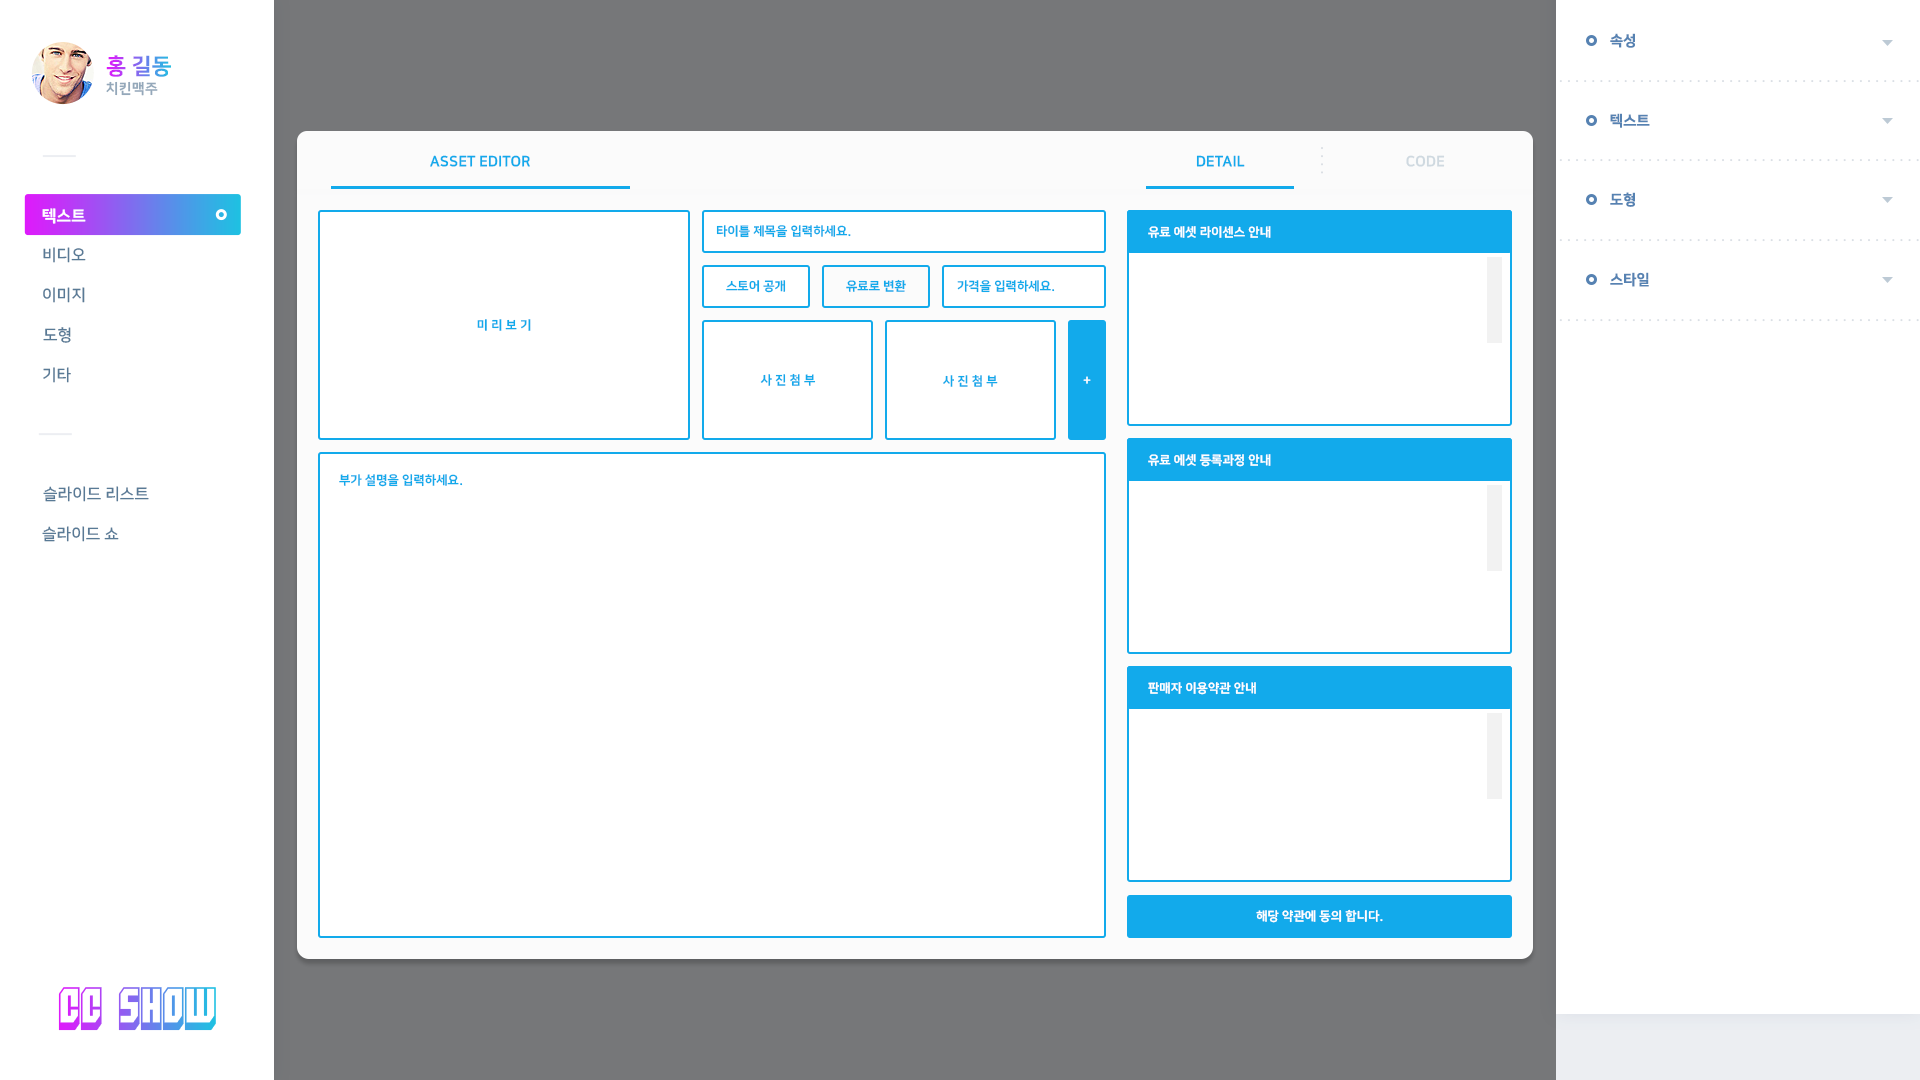 홍 길동
치킨맥주
텍스트
비디오
이미지
도형
기타
슬라이드 리스트
슬라이드 쇼
CC SHOW
ASSET EDITOR
미 리 보 기
타이틀 제목을 입력하세요.
스토어 공개
유료로 변환
가격을 입력하세요.
사 진 첨 부
사 진 첨 부
+
부가 설명을 입력하세요.
DETAIL
CODE
유료 에셋 라이센스 안내
유료 에셋 등록과정 안내
판매자 이용약관 안내
해당 약관에 동의 합니다.
속성
텍스트
도형
스타일